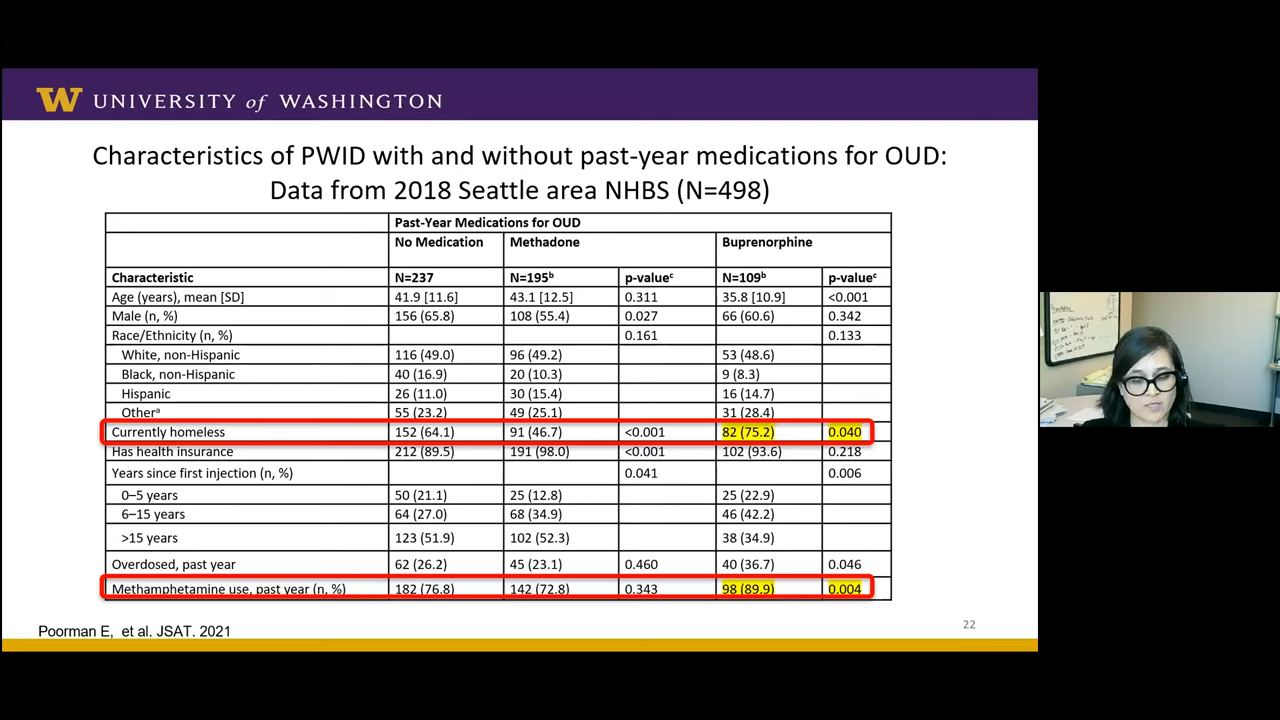 W UNIVERSITY of WASHINGTON
Characteristics of PWID with and without past-year medications for OUD:
Data from 2018 Seattle area NHBS (N=498)
Past-Year Medications for OUD
No Medication Methadone Buprenorphine
Characteristic N=237 N=195ᵇ p-valueᶜ N=109ᵇ p-valueᶜ
Age (years), mean [SD] 41.9 [11.6] 43.1 [12.5] 0.311 35.8 [10.9] <0.001
Male (n, %) 156 (65.8) 108 (55.4) 0.027 66 (60.6) 0.342
Race/Ethnicity (n, %) 0.161 0.133
White, non-Hispanic 116 (49.0) 96 (49.2) 53 (48.6)
Black, non-Hispanic 40 (16.9) 20 (10.3) 9 (8.3)
Hispanic 26 (11.0) 30 (15.4) 16 (14.7)
Otherᵃ 55 (23.2) 49 (25.1) 31 (28.4)
Currently homeless 152 (64.1) 91 (46.7) <0.001 82 (75.2) 0.040
Has health insurance 212 (89.5) 191 (98.0) <0.001 102 (93.6) 0.218
Years since first injection (n, %) 0.041 0.006
0–5 years 50 (21.1) 25 (12.8) 25 (22.9)
6–15 years 64 (27.0) 68 (34.9) 46 (42.2)
>15 years 123 (51.9) 102 (52.3) 38 (34.9)
Overdosed, past year 62 (26.2) 45 (23.1) 0.460 40 (36.7) 0.046
Methamphetamine use, past year (n, %) 182 (76.8) 142 (72.8) 0.343 98 (89.9) 0.004
Poorman E, et al. JSAT. 2021
22